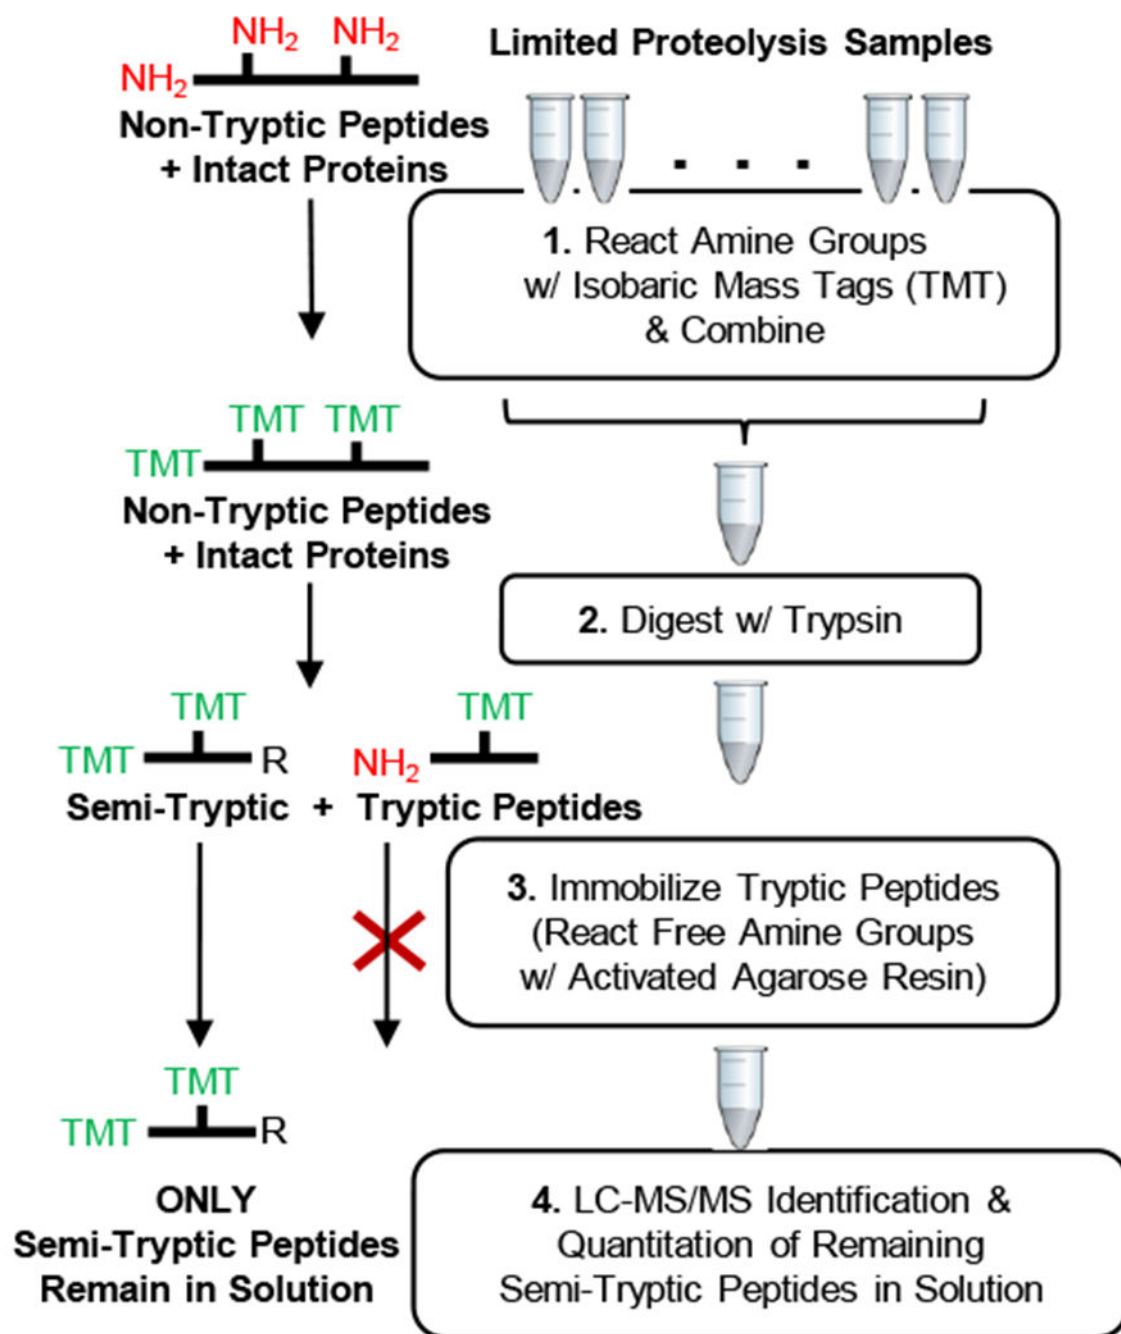 NH2 NH2
NH2
Non-Tryptic Peptides
+ Intact Proteins
Limited Proteolysis Samples
1. React Amine Groups
w/ Isobaric Mass Tags (TMT)
& Combine
TMT TMT
TMT
Non-Tryptic Peptides
+ Intact Proteins
2. Digest w/ Trypsin
TMT
TMT R
TMT
NH2
Semi-Tryptic + Tryptic Peptides
3. Immobilize Tryptic Peptides
(React Free Amine Groups
w/ Activated Agarose Resin)
TMT
TMT R
ONLY
Semi-Tryptic Peptides
Remain in Solution
4. LC-MS/MS Identification &
Quantitation of Remaining
Semi-Tryptic Peptides in Solution